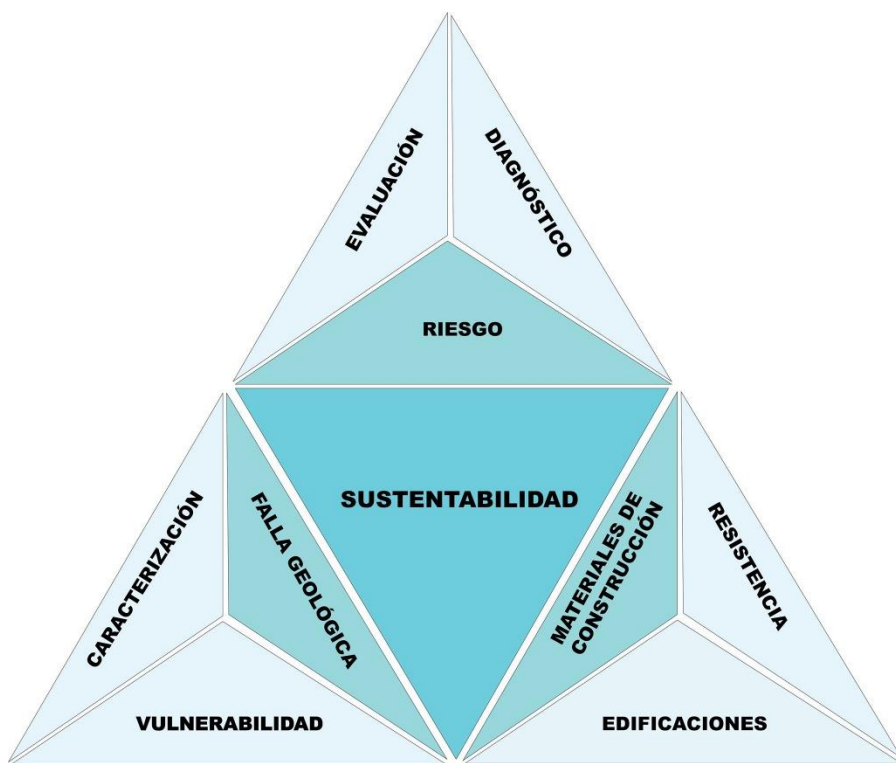 EVALUACIÓN
DIAGNÓSTICO
RIESGO
SUSTENTABILIDAD
CARACTERIZACIÓN
FALLA GEOLÓGICA
VULNERABILIDAD
MATERIALES DE
CONSTRUCCIÓN
RESISTENCIA
EDIFICACIONES